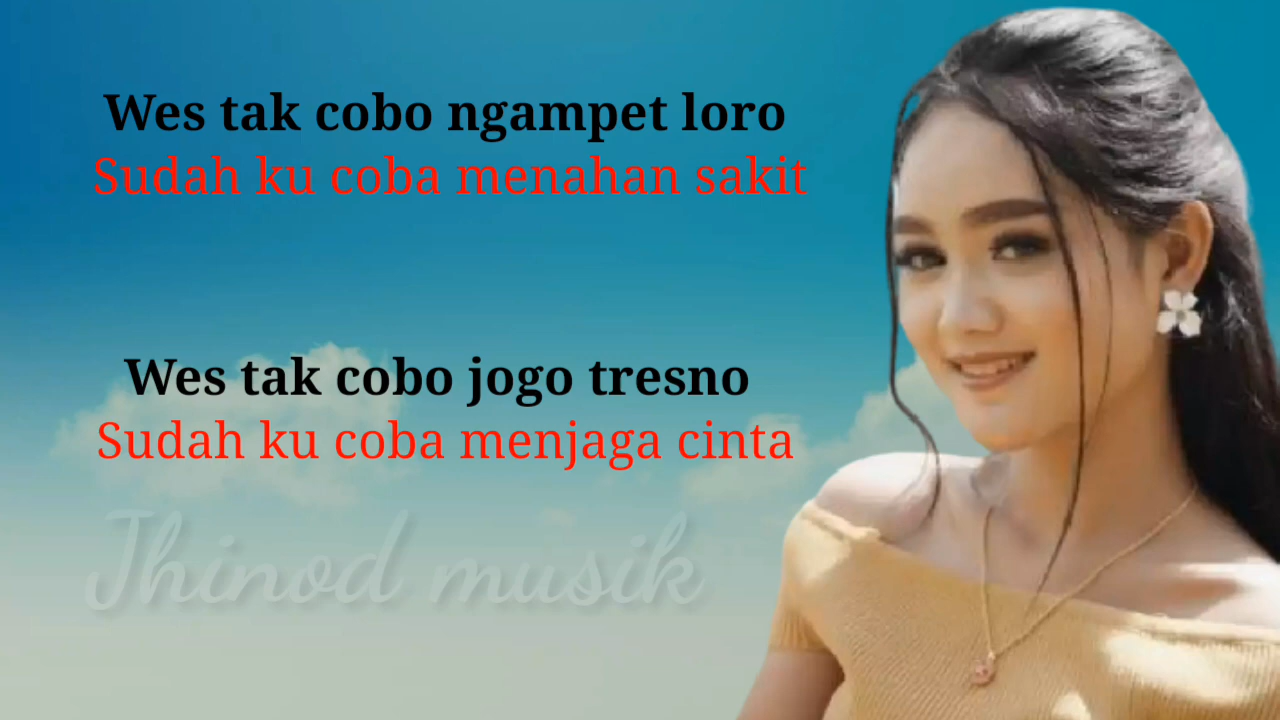 Wes tak cobo ngampet loro
Sudah ku coba menahan sakit
Wes tak cobo jogo tresno
Sudah ku coba menjaga cinta
Jhinod musik